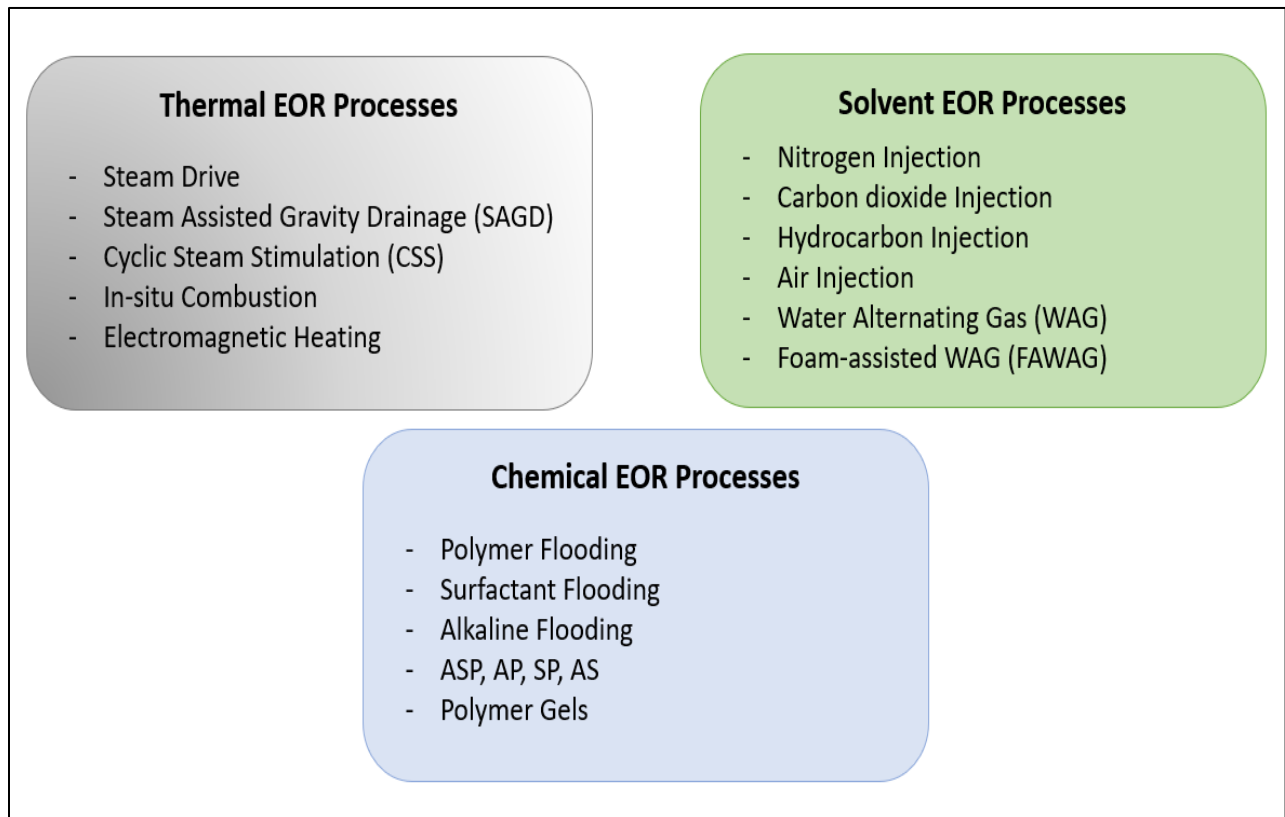 Thermal EOR Processes
- Steam Drive
- Steam Assisted Gravity Drainage (SAGD)
- Cyclic Steam Stimulation (CSS)
- In-situ Combustion
- Electromagnetic Heating
Solvent EOR Processes
- Nitrogen Injection
- Carbon dioxide Injection
- Hydrocarbon Injection
- Air Injection
- Water Alternating Gas (WAG)
- Foam-assisted WAG (FAWAG)
Chemical EOR Processes
- Polymer Flooding
- Surfactant Flooding
- Alkaline Flooding
- ASP, AP, SP, AS
- Polymer Gels